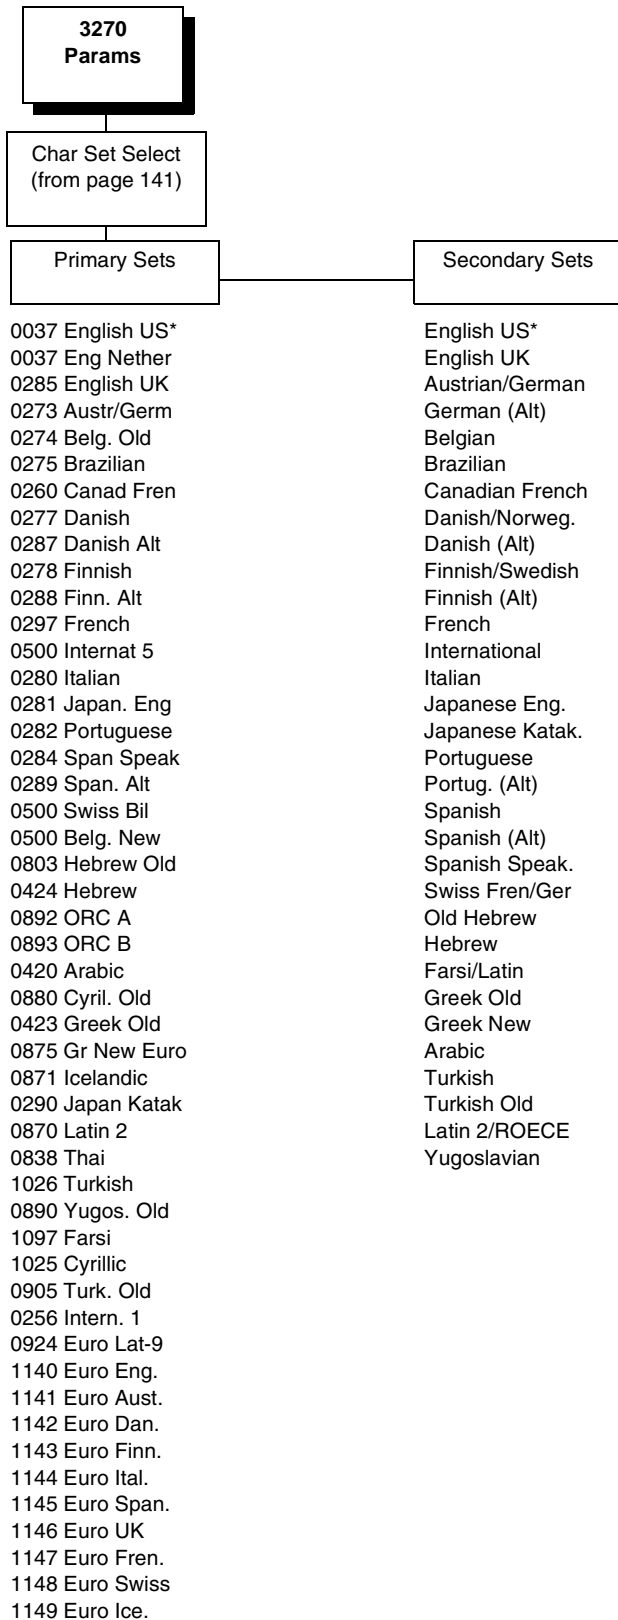 3270
Params
Char Set Select
(from page 141)
Primary Sets
0037 English US*
0037 Eng Nether
0285 English UK
0273 Austr/Germ
0274 Belg. Old
0275 Brazilian
0260 Canad Fren
0277 Danish
0287 Danish Alt
0278 Finnish
0288 Finn. Alt
0297 French
0500 Internat 5
0280 Italian
0281 Japan. Eng
0282 Portuguese
0284 Span Speak
0289 Span. Alt
0500 Swiss Bil
0500 Belg. New
0803 Hebrew Old
0424 Hebrew
0892 ORC A
0893 ORC B
0420 Arabic
0880 Cyril. Old
0423 Greek Old
0875 Gr New Euro
0871 Icelandic
0290 Japan Katak
0870 Latin 2
0838 Thai
1026 Turkish
0890 Yugos. Old
1097 Farsi
1025 Cyrillic
0905 Turk. Old
0256 Intern. 1
0924 Euro Lat-9
1140 Euro Eng.
1141 Euro Aust.
1142 Euro Dan.
1143 Euro Finn.
1144 Euro Ital.
1145 Euro Span.
1146 Euro UK
1147 Euro Fren.
1148 Euro Swiss
1149 Euro Ice.
Secondary Sets
English US*
English UK
Austrian/German
German (Alt)
Belgian
Brazilian
Canadian French
Danish/Norweg.
Danish (Alt)
Finnish/Swedish
Finnish (Alt)
French
International
Italian
Japanese Eng.
Japanese Katak.
Portuguese
Portug. (Alt)
Spanish
Spanish (Alt)
Spanish Speak.
Swiss Fren/Ger
Old Hebrew
Hebrew
Farsi/Latin
Greek Old
Greek New
Arabic
Turkish
Turkish Old
Latin 2/ROECE
Yugoslavian